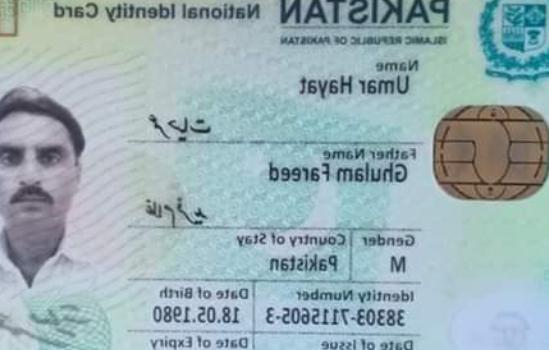 PAKISTAN National Identity Card
ISLAMIC REPUBLIC OF PAKISTAN
Name
Umar Hayat
عمر حیات
Father Name
Ghulam Fareed
غلام فرید
Gender Country of Stay
M Pakistan
Identity Number Date of Birth
38303-7115605-3 18.05.1980
Date of Issue Date of Expiry